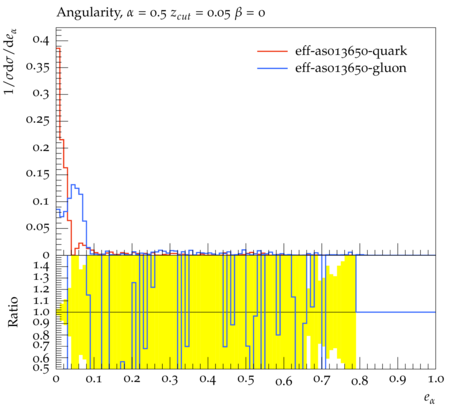 Angularity, α = 0.5 z_cut = 0.05 β = 0
1/σdσ/de_α
0.4
0.35
0.3
0.25
0.2
0.15
0.1
0.05
0
eff-as013650-quark
eff-as013650-gluon
Ratio
1.4
1.3
1.2
1.1
1.0
0.9
0.8
0.7
0.6
0.5
0 0.1 0.2 0.3 0.4 0.5 0.6 0.7 0.8 0.9 1.0
e_α